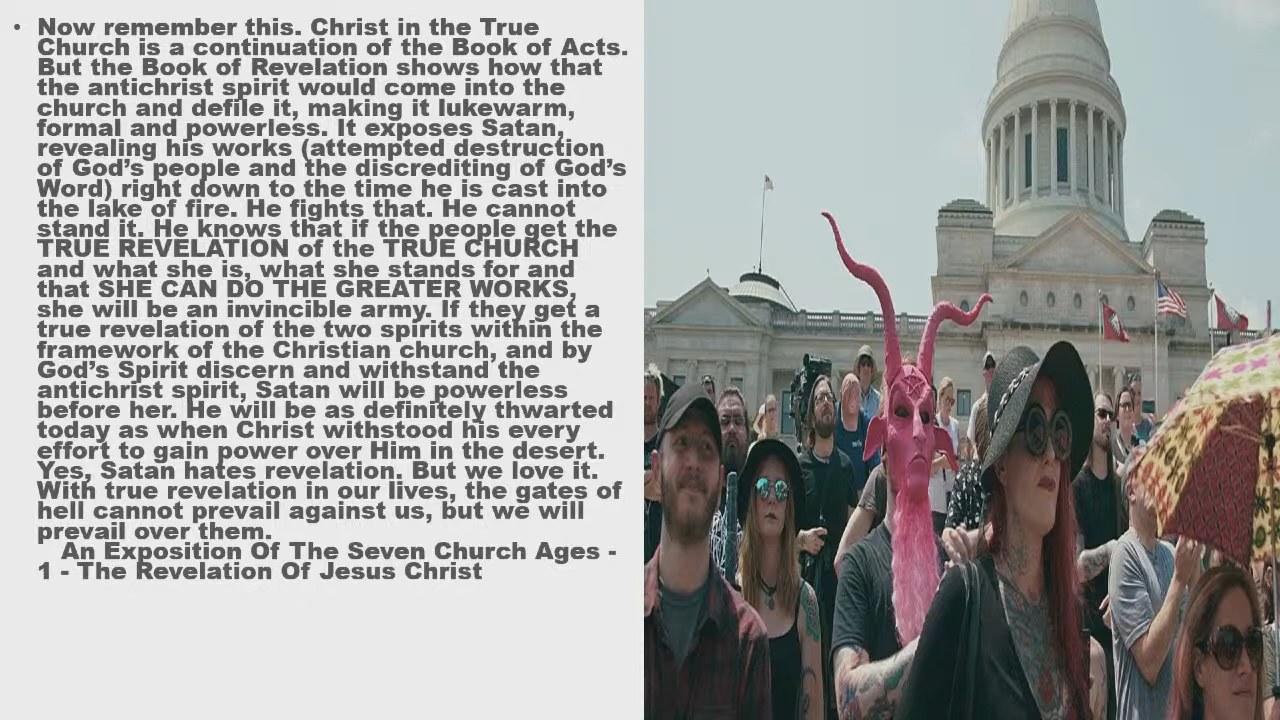 • Now remember this. Christ in the True
Church is a continuation of the Book of Acts.
But the Book of Revelation shows how that
the antichrist spirit would come into the
church and defile it, making it lukewarm,
formal and powerless. It exposes Satan,
revealing his works (attempted destruction
of God’s people and the discrediting of God’s
Word) right down to the time he is cast into
the lake of fire. He fights that. He cannot
stand it. He knows that if the people get the
TRUE REVELATION of the TRUE CHURCH
and what she is, what she stands for and
that SHE CAN DO THE GREATER WORKS,
she will be an invincible army. If they get a
true revelation of the two spirits within the
framework of the Christian church, and by
God’s Spirit discern and withstand the
antichrist spirit, Satan will be powerless
before her. He will be as definitely thwarted
today as when Christ withstood his every
effort to gain power over Him in the desert.
Yes, Satan hates revelation. But we love it.
With true revelation in our lives, the gates of
hell cannot prevail against us, but we will
prevail over them.
An Exposition Of The Seven Church Ages -
1 - The Revelation Of Jesus Christ